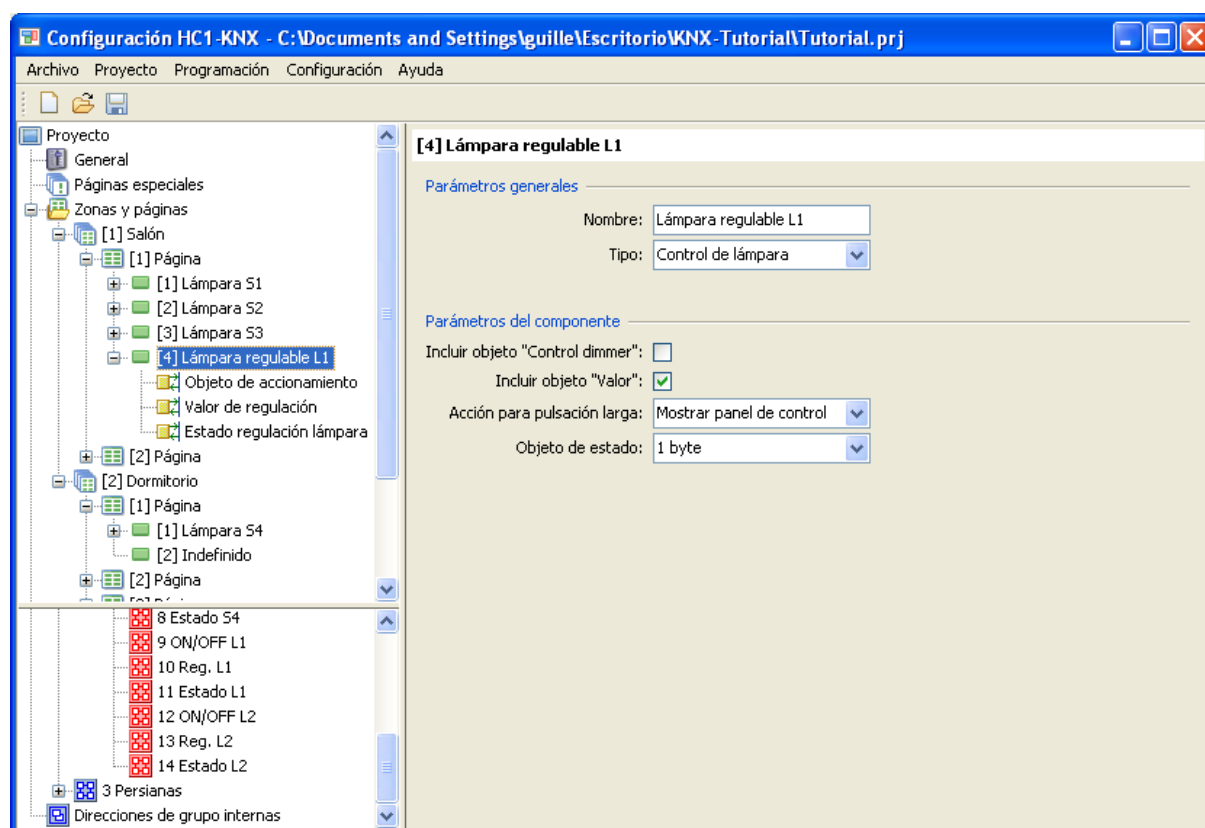 Configuración HC1-KNX - C:\Documents and Settings\guille\Escritorio\KNX-Tutorial\Tutorial.prj
Archivo Proyecto Programación Configuración Ayuda
Proyecto
General
Páginas especiales
Zonas y páginas
[1] Salón
[1] Página
[1] Lámpara S1
[2] Lámpara S2
[3] Lámpara S3
[4] Lámpara regulable L1
Objeto de accionamiento
Valor de regulación
Estado regulación lámpara
[2] Página
[2] Dormitorio
[1] Página
[1] Lámpara S4
[2] Indefinido
[2] Página
8 Estado S4
9 ON/OFF L1
10 Reg. L1
11 Estado L1
12 ON/OFF L2
13 Reg. L2
14 Estado L2
3 Persianas
Direcciones de grupo internas
[4] Lámpara regulable L1
Parámetros generales
Nombre: Lámpara regulable L1
Tipo: Control de lámpara
Parámetros del componente
Incluir objeto "Control dimmer":
Incluir objeto "Valor":
Acción para pulsación larga: Mostrar panel de control
Objeto de estado: 1 byte